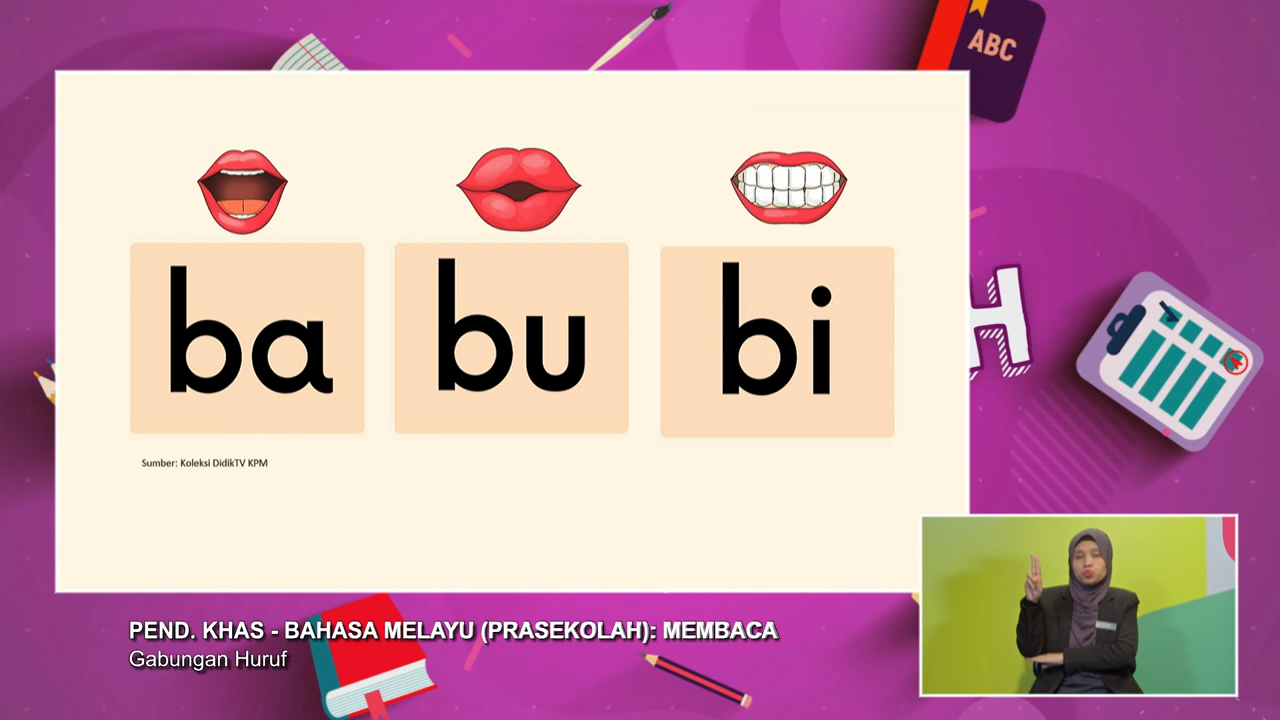 ABC
ba bu bi
H
Sumber: Koleksi DidikTV KPM
PEND. KHAS - BAHASA MELAYU (PRASEKOLAH): MEMBACA
Gabungan Huruf